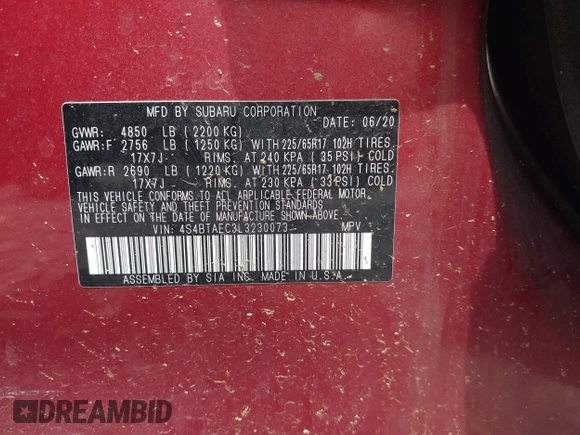 MFD BY SUBARU CORPORATION
DATE: 06/20
GVWR: 4850 LB (2200 KG)
GAWR:F 2756 LB (1250 KG) WITH 225/65R17 102H TIRES.
17X7J- RIMS. AT 240 KPA (35 PSI) COLD
GAWR:R 2690 LB (1220 KG) WITH 225/65R17 102H TIRES.
17X7J - RIMS. AT 230 KPA (33 PSI) COLD
THIS VEHICLE CONFORMS TO ALL APPLICABLE FEDERAL MOTOR
VEHICLE SAFETY AND THEFT PREVENTION STANDARDS
IN EFFECT ON THE DATE OF MANUFACTURE SHOWN ABOVE.
VIN: 4S4BTAEC3L3230073 MPV
ASSEMBLED BY SIA INC. MADE IN U.S.A.
DREAMBID